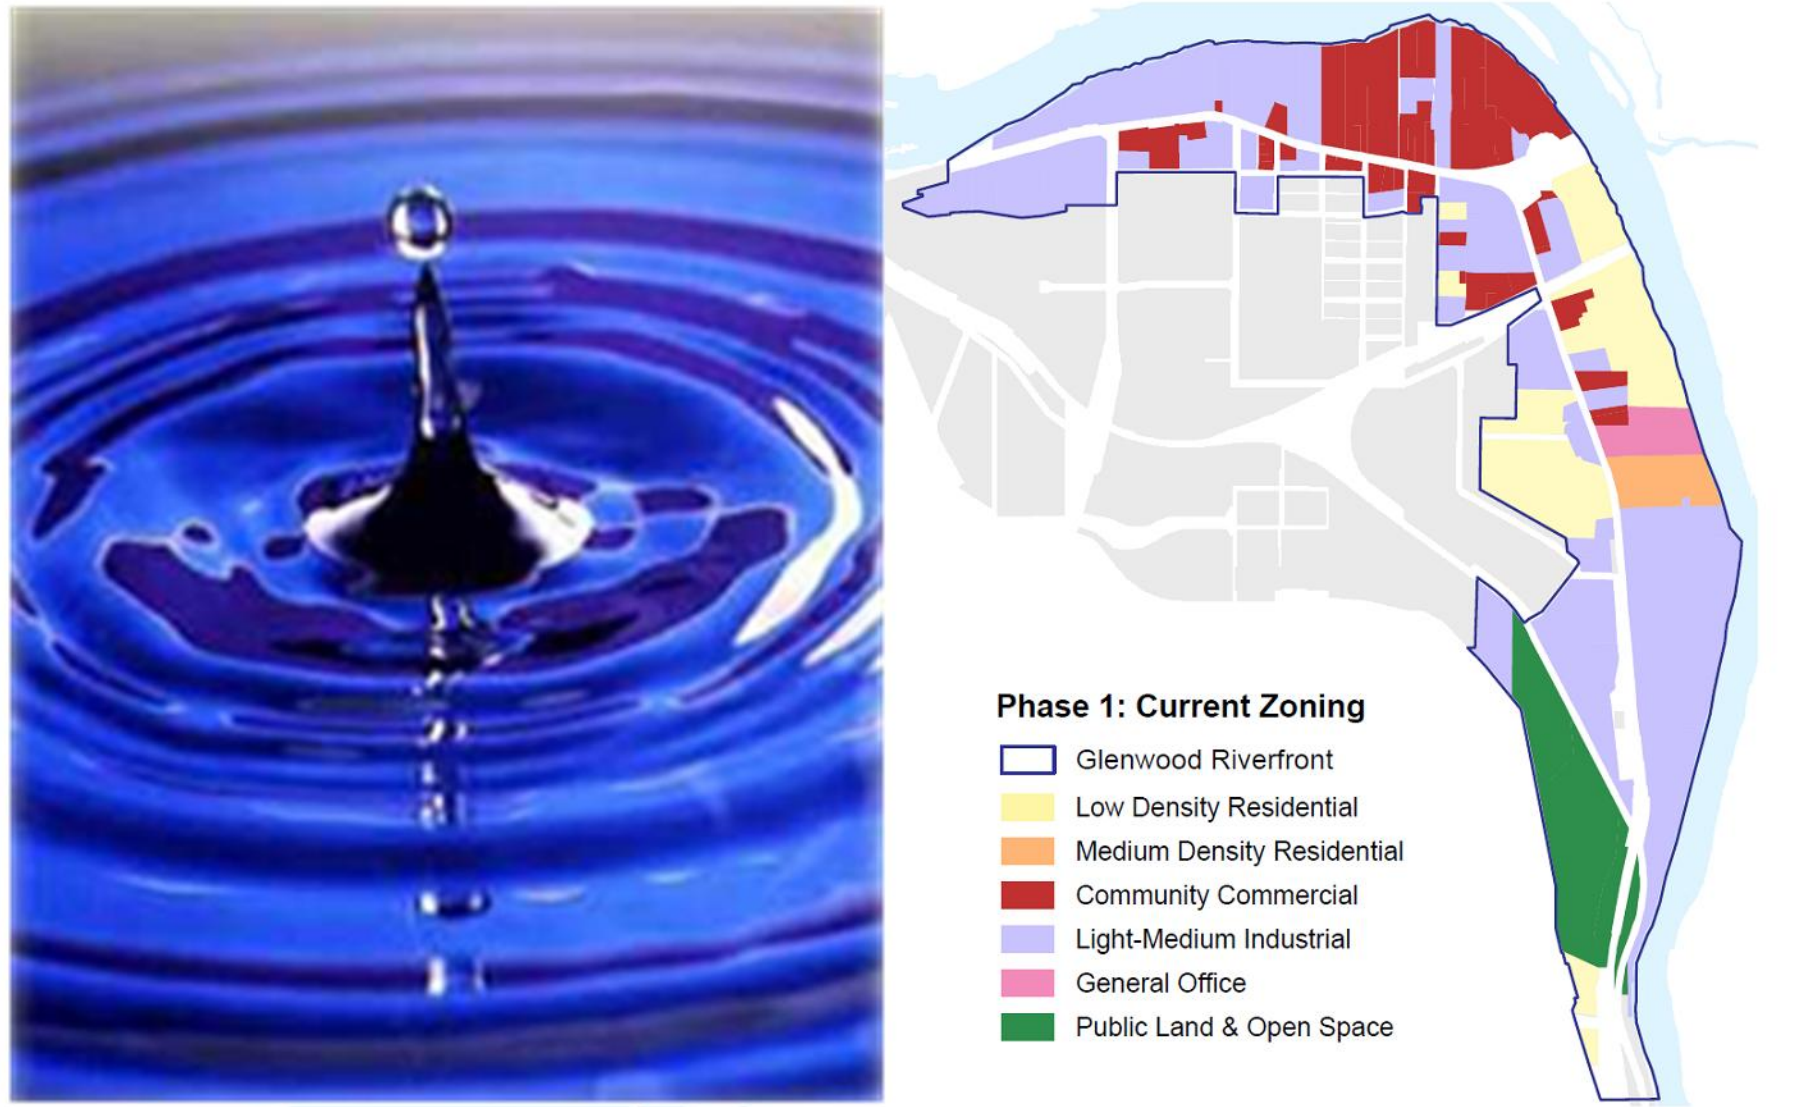 Phase 1: Current Zoning
Glenwood Riverfront
Low Density Residential
Medium Density Residential
Community Commercial
Light-Medium Industrial
General Office
Public Land & Open Space